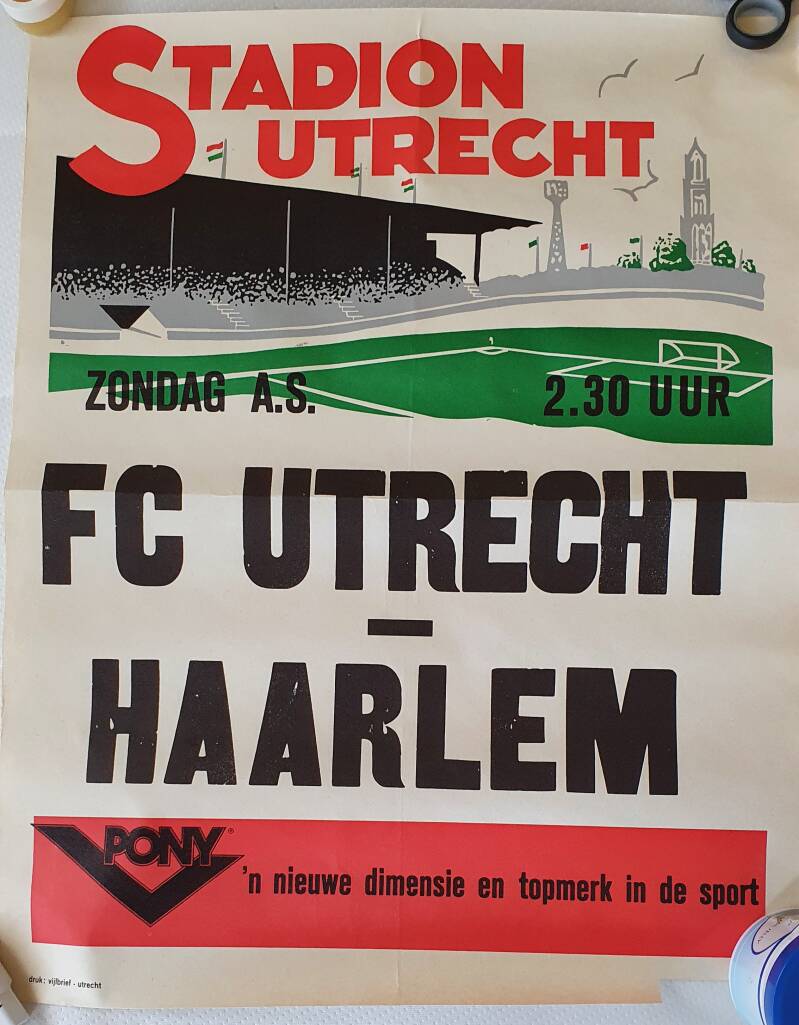 STADION
UTRECHT
ZONDAG A.S. 2.30 UUR
FC UTRECHT
–
HAARLEM
PONY®
'n nieuwe dimensie en topmerk in de sport
druk: vijlbrief - utrecht